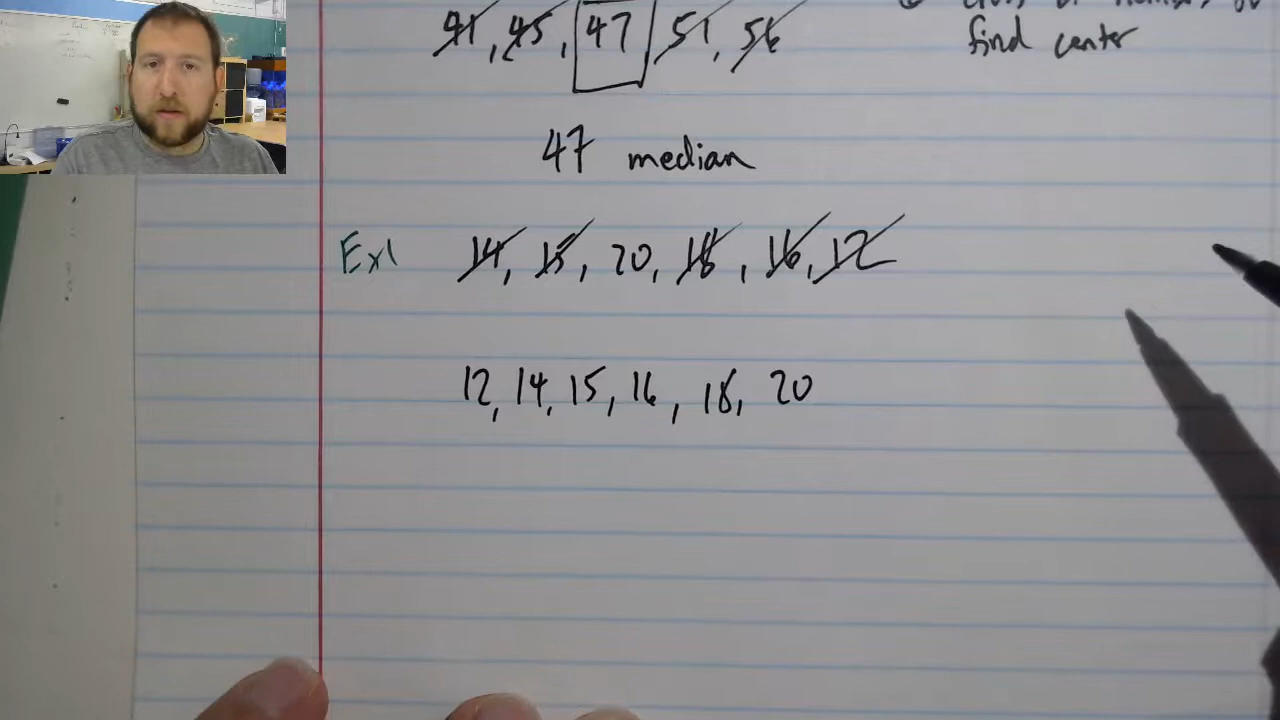 41, 45, 47, 51, 56
find center
47 median
Ex1 14, 15, 20, 18, 16, 12
12, 14, 15, 16, 18, 20